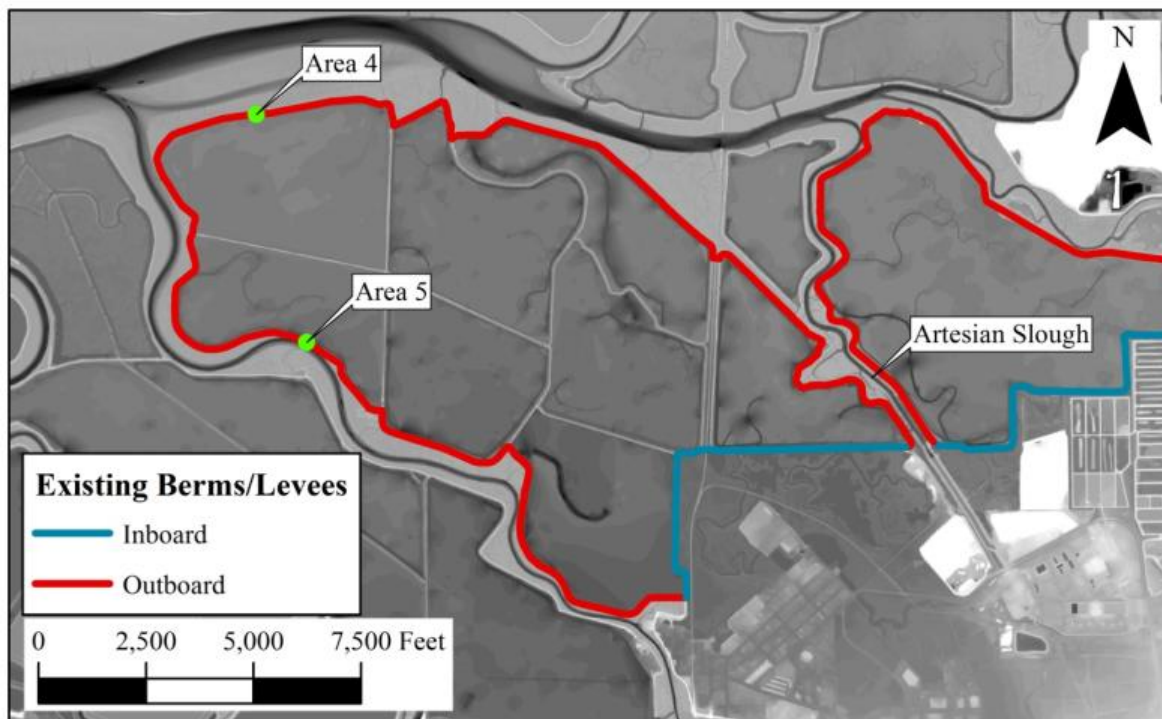 Area 4
N
Area 5
Artesian Slough
Existing Berms/Levees
Inboard
Outboard
0 2,500 5,000 7,500 Feet